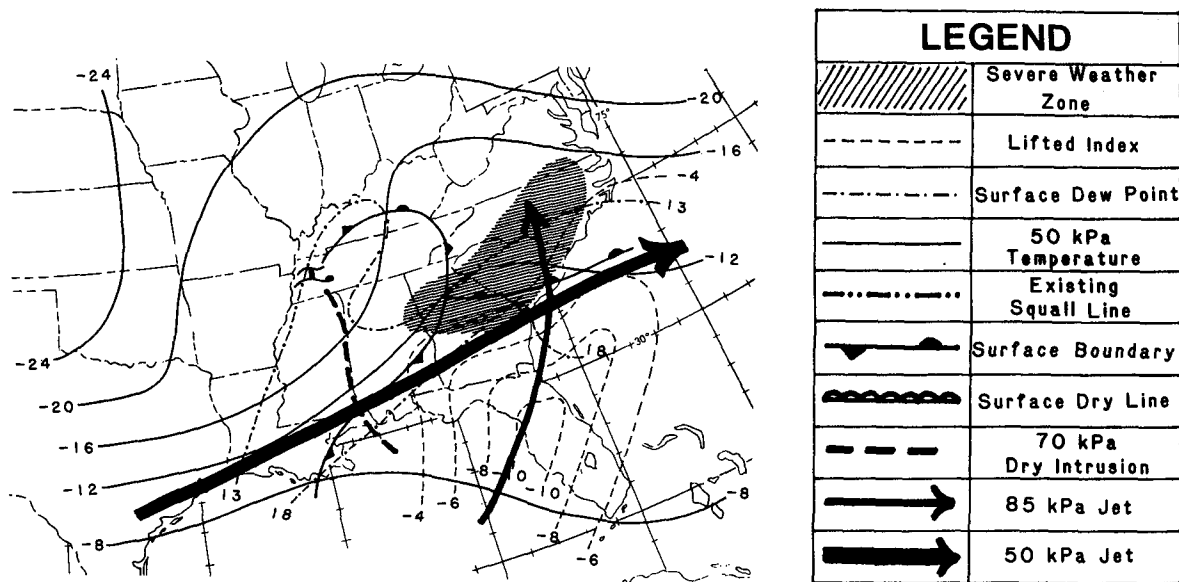 -24
-20
75°
-16
-4
13
-12
L
-24
18
30°
-20
-16
-8
-10
-10
-12
13
18
-4
-6
-8
-8
-8
-6
LEGEND
Severe Weather
Zone
Lifted Index
Surface Dew Point
50 kPa
Temperature
Existing
Squall Line
Surface Boundary
Surface Dry Line
70 kPa
Dry Intrusion
85 kPa Jet
50 kPa Jet